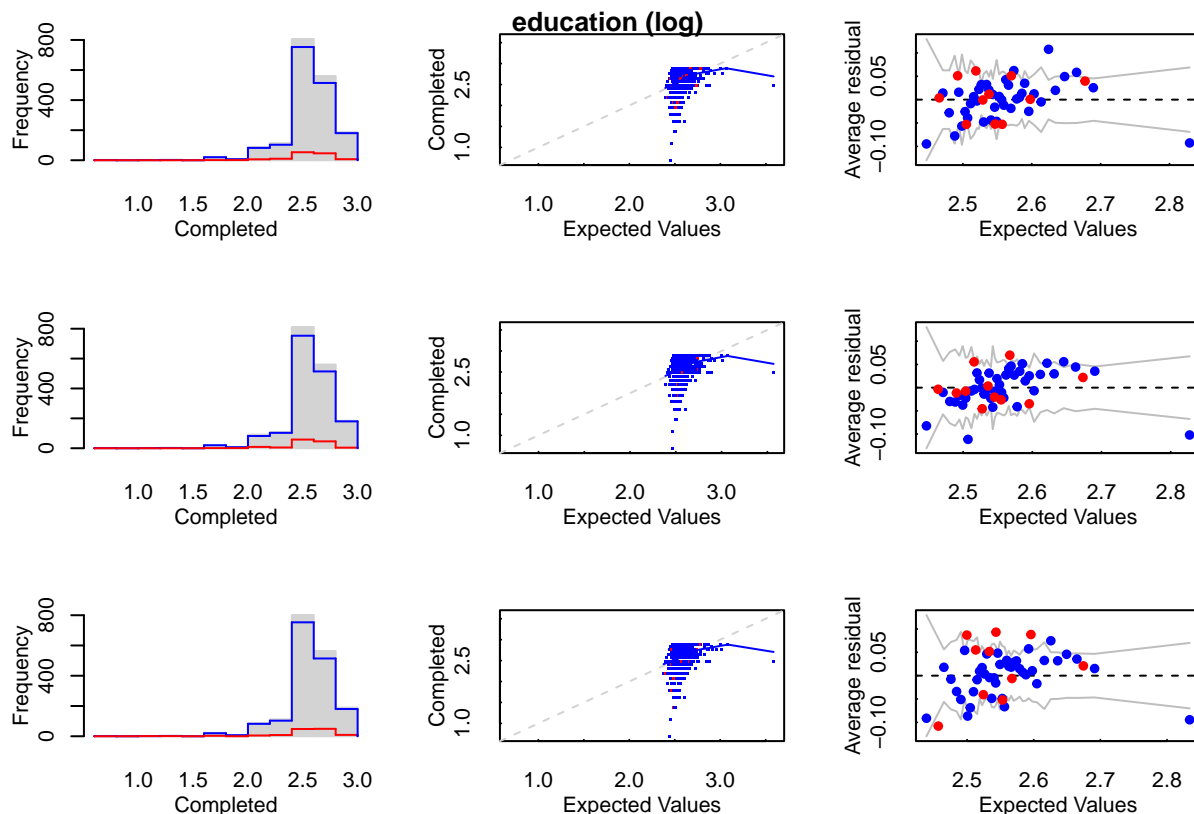 education (log)
Frequency
0 400 800
1.0 1.5 2.0 2.5 3.0
Completed
Completed
1.0 2.5
1.0 2.0 3.0
Expected Values
Average residual
−0.10 0.05
2.5 2.6 2.7 2.8
Expected Values
Frequency
0 400 800
1.0 1.5 2.0 2.5 3.0
Completed
Completed
1.0 2.5
1.0 2.0 3.0
Expected Values
Average residual
−0.10 0.05
2.5 2.6 2.7 2.8
Expected Values
Frequency
0 400 800
1.0 1.5 2.0 2.5 3.0
Completed
Completed
1.0 2.5
1.0 2.0 3.0
Expected Values
Average residual
−0.10 0.05
2.5 2.6 2.7 2.8
Expected Values